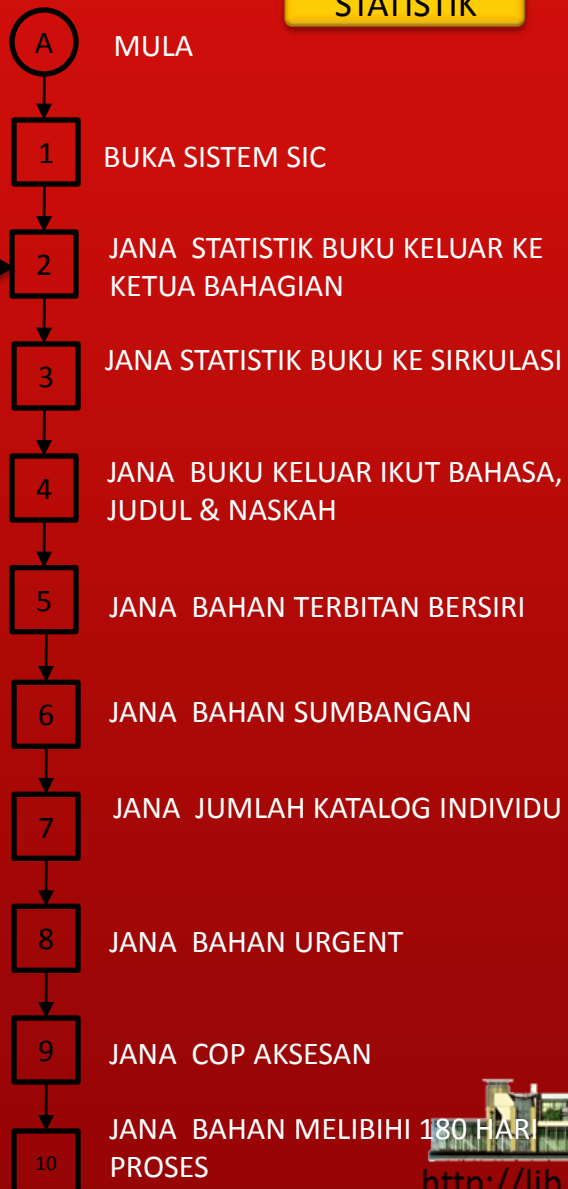 STATISTIK
A MULA
1 BUKA SISTEM SIC
2 JANA STATISTIK BUKU KELUAR KE
KETUA BAHAGIAN
3 JANA STATISTIK BUKU KE SIRKULASI
4 JANA BUKU KELUAR IKUT BAHASA,
JUDUL & NASKAH
5 JANA BAHAN TERBITAN BERSIRI
6 JANA BAHAN SUMBANGAN
7 JANA JUMLAH KATALOG INDIVIDU
8 JANA BAHAN URGENT
9 JANA COP AKSESAN
10 JANA BAHAN MELIBIHI 180 HARI
PROSES
http://lib